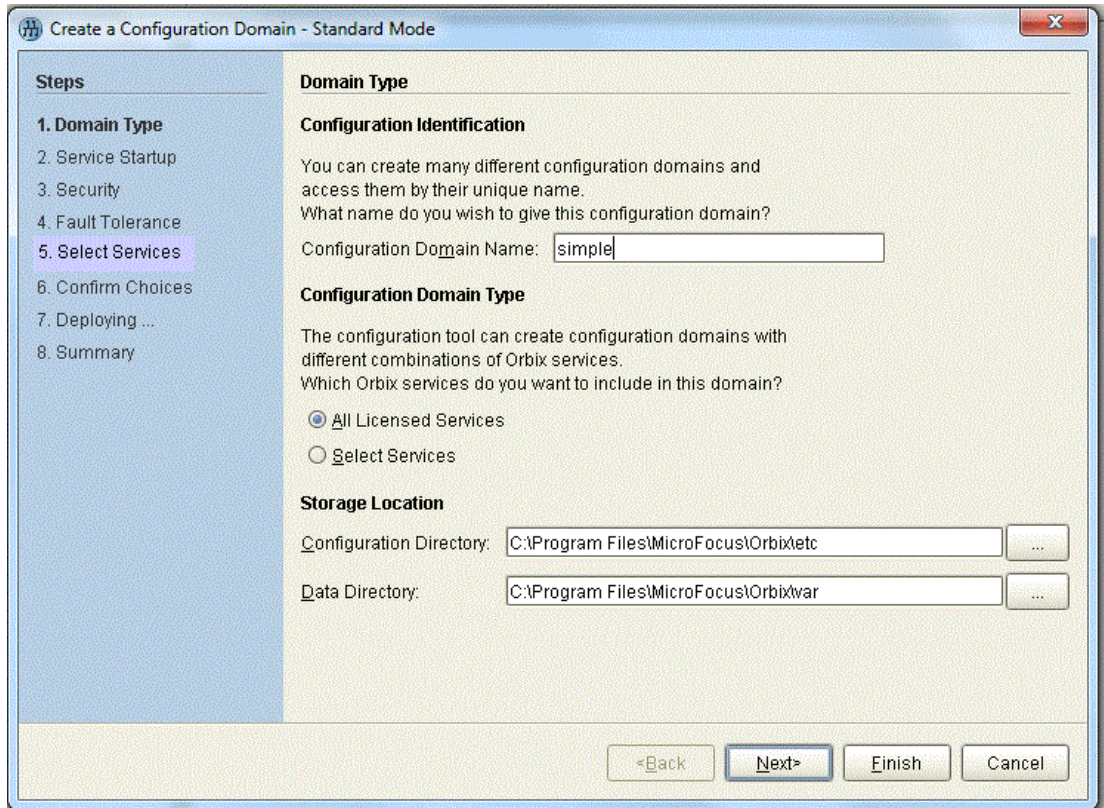 Create a Configuration Domain - Standard Mode
Steps
1. Domain Type
2. Service Startup
3. Security
4. Fault Tolerance
5. Select Services
6. Confirm Choices
7. Deploying ...
8. Summary
Domain Type
Configuration Identification
You can create many different configuration domains and
access them by their unique name.
What name do you wish to give this configuration domain?
Configuration Domain Name: simple
Configuration Domain Type
The configuration tool can create configuration domains with
different combinations of Orbix services.
Which Orbix services do you want to include in this domain?
All Licensed Services
Select Services
Storage Location
Configuration Directory: C:\Program Files\MicroFocus\Orbix\etc ...
Data Directory: C:\Program Files\MicroFocus\Orbix\var ...
<Back Next> Finish Cancel